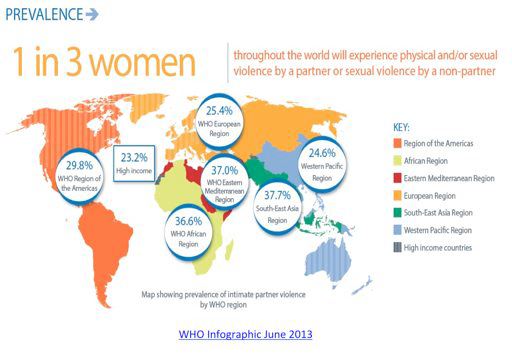 PREVALENCE
1 in 3 women
throughout the world will experience physical and/or sexual
violence by a partner or sexual violence by a non-partner
25.4%
WHO European
Region
29.8%
WHO Region of
the Americas
23.2%
High income
37.0%
WHO Eastern
Mediterranean
Region
24.6%
Western Pacific
Region
36.6%
WHO African
Region
37.7%
South-East Asia
Region
KEY:
Region of the Americas
African Region
Eastern Mediterranean Region
European Region
South-East Asia Region
Western Pacific Region
High income countries
Map showing prevalence of intimate partner violence
by WHO region
WHO Infographic June 2013